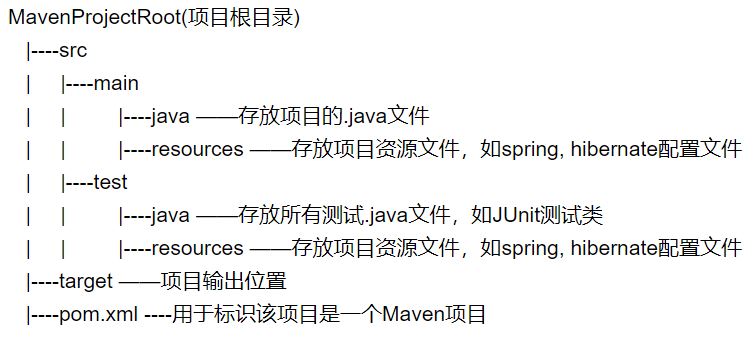 MavenProjectRoot(项目根目录)
|----src
|    |----main
|    |         |----java ——存放项目的.java文件
|    |         |----resources ——存放项目资源文件，如spring, hibernate配置文件
|    |----test
|    |         |----java ——存放所有测试.java文件，如JUnit测试类
|    |         |----resources ——存放项目资源文件，如spring, hibernate配置文件
|----target ——项目输出位置
|----pom.xml ----用于标识该项目是一个Maven项目